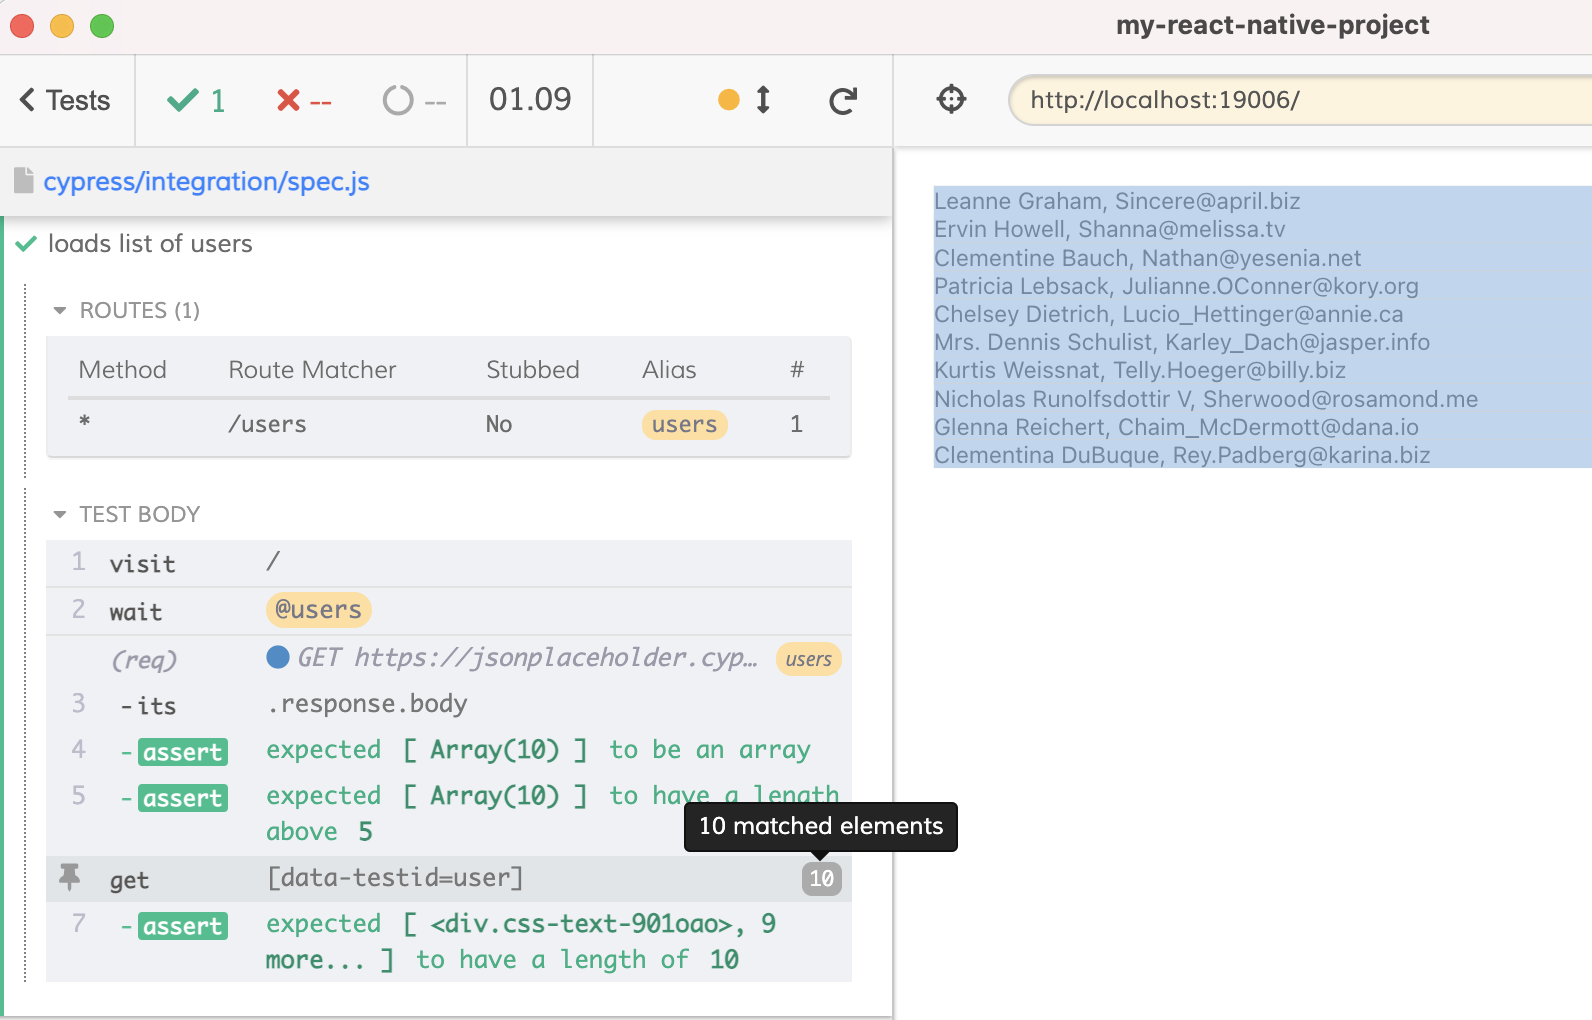 my-react-native-project
Tests 1 -- -- 01.09
http://localhost:19006/
cypress/integration/spec.js
loads list of users
ROUTES (1)
Method Route Matcher Stubbed Alias #
* /users No users 1
TEST BODY
1 visit /
2 wait @users
(req) GET https://jsonplaceholder.cyp… users
3 -its .response.body
4 -assert expected [ Array(10) ] to be an array
5 -assert expected [ Array(10) ] to have a length
above 5
10 matched elements
get [data-testid=user] 10
7 -assert expected [ <div.css-text-901oao>, 9
more... ] to have a length of 10
Leanne Graham, Sincere@april.biz
Ervin Howell, Shanna@melissa.tv
Clementine Bauch, Nathan@yesenia.net
Patricia Lebsack, Julianne.OConner@kory.org
Chelsey Dietrich, Lucio_Hettinger@annie.ca
Mrs. Dennis Schulist, Karley_Dach@jasper.info
Kurtis Weissnat, Telly.Hoeger@billy.biz
Nicholas Runolfsdottir V, Sherwood@rosamond.me
Glenna Reichert, Chaim_McDermott@dana.io
Clementina DuBuque, Rey.Padberg@karina.biz